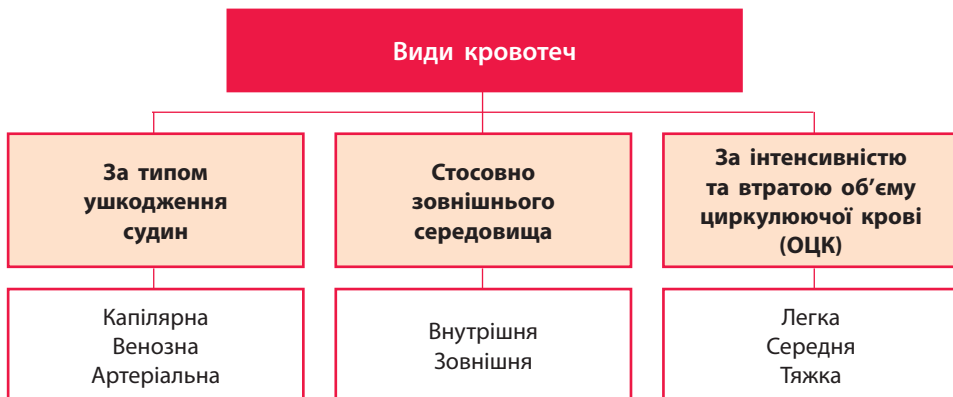 Види кровотеч
За типом
ушкодження
судин
Капілярна
Венозна
Артеріальна
Стосовно
зовнішнього
середовища
Внутрішня
Зовнішня
За інтенсивністю
та втратою об’єму
циркулюючої крові
(ОЦК)
Легка
Середня
Тяжка